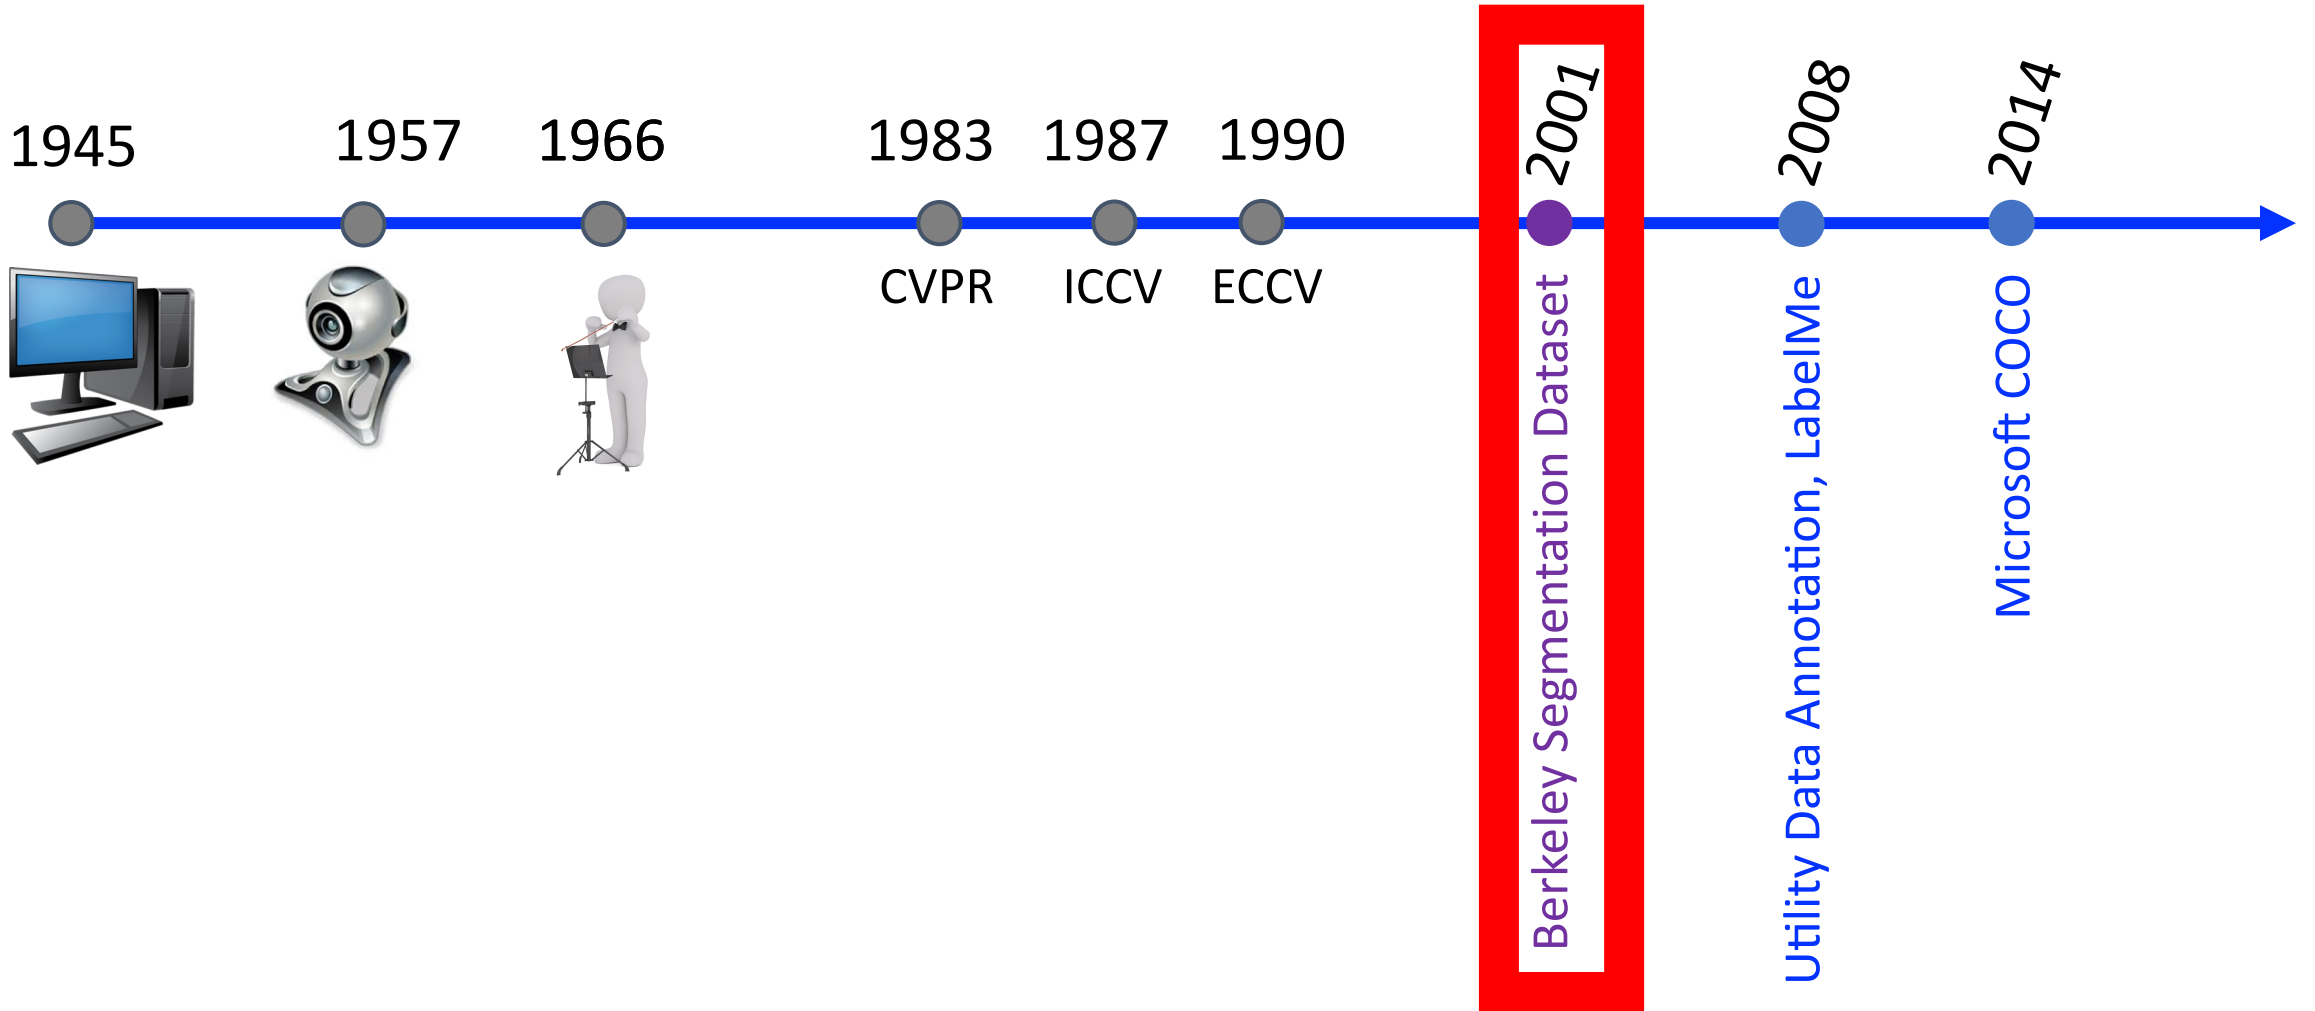 1945
1957
1966
1983
1987
1990
2001
2008
2014
CVPR
ICCV
ECCV
Berkeley Segmentation Dataset
Utility Data Annotation, LabelMe
Microsoft COCO